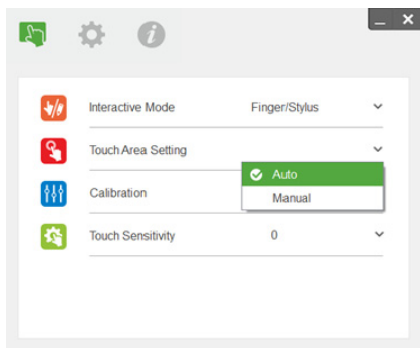 Interactive Mode Finger/Stylus
Touch Area Setting
Auto
Calibration
Manual
Touch Sensitivity 0